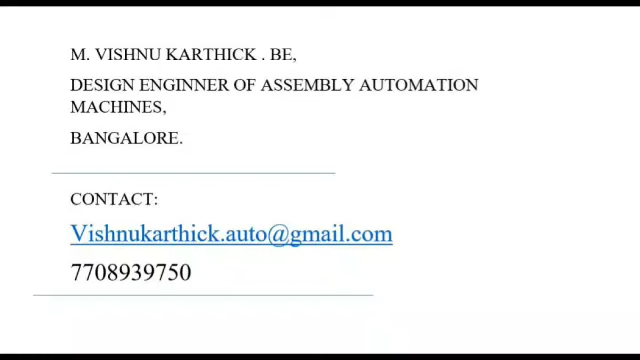 M. VISHNU KARTHICK . BE,
DESIGN ENGINNER OF ASSEMBLY AUTOMATION
MACHINES,
BANGALORE.
CONTACT:
Vishnukarthick.auto@gmail.com
7708939750